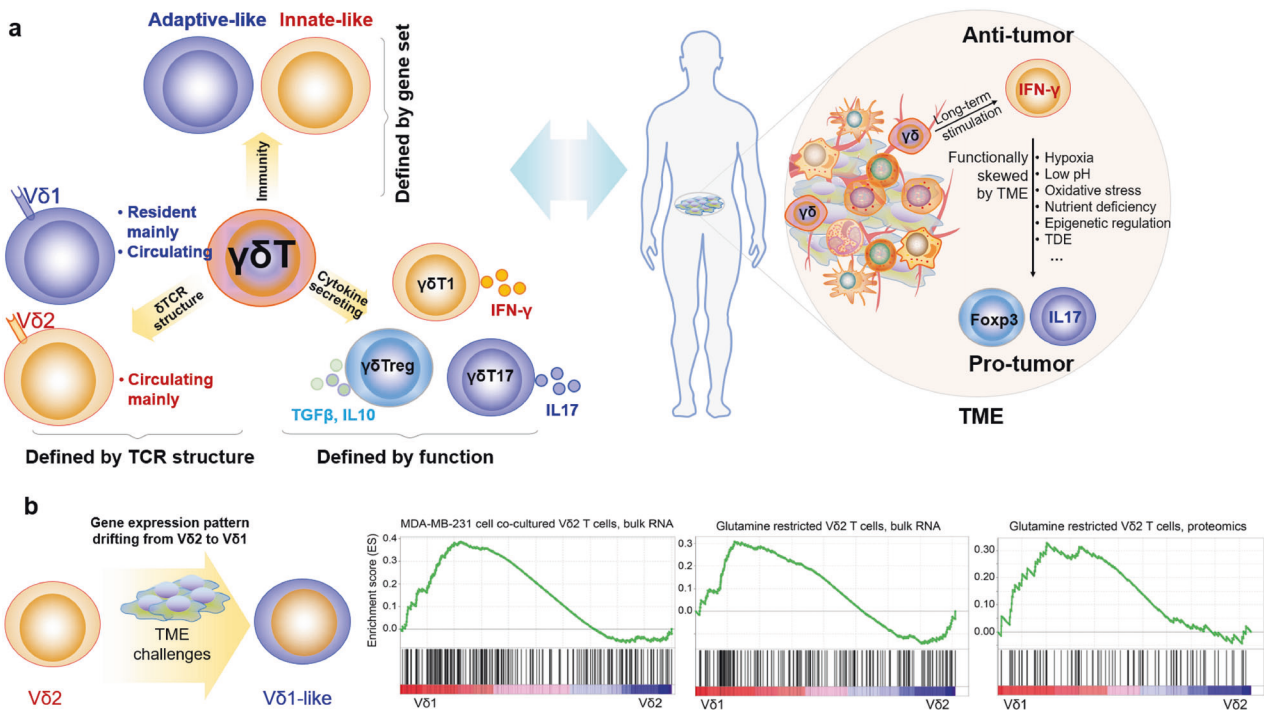 a
Adaptive-like
Innate-like
Defined by gene set
Immunity
Vδ1
• Resident
mainly
• Circulating
γδT
δTCR
structure
Cytokine
secreting
Vδ2
• Circulating
mainly
γδT1
IFN-γ
γδTreg
TGFβ, IL10
γδT17
IL17
Defined by TCR structure
Defined by function
Anti-tumor
IFN-γ
γδ
Long-term
stimulation
γδ
Functionally
skewed
by TME
• Hypoxia
• Low pH
• Oxidative stress
• Nutrient deficiency
• Epigenetic regulation
• TDE
...
Foxp3
IL17
Pro-tumor
TME
b
Gene expression pattern
drifting from Vδ2 to Vδ1
TME
challenges
Vδ2
Vδ1-like
MDA-MB-231 cell co-cultured Vδ2 T cells, bulk RNA
Enrichment score (ES)
0.4
0.3
0.2
0.1
0.0
Vδ1
Vδ2
Glutamine restricted Vδ2 T cells, bulk RNA
0.3
0.2
0.1
0.0
Vδ1
Vδ2
Glutamine restricted Vδ2 T cells, proteomics
0.30
0.20
0.10
0.00
Vδ1
Vδ2